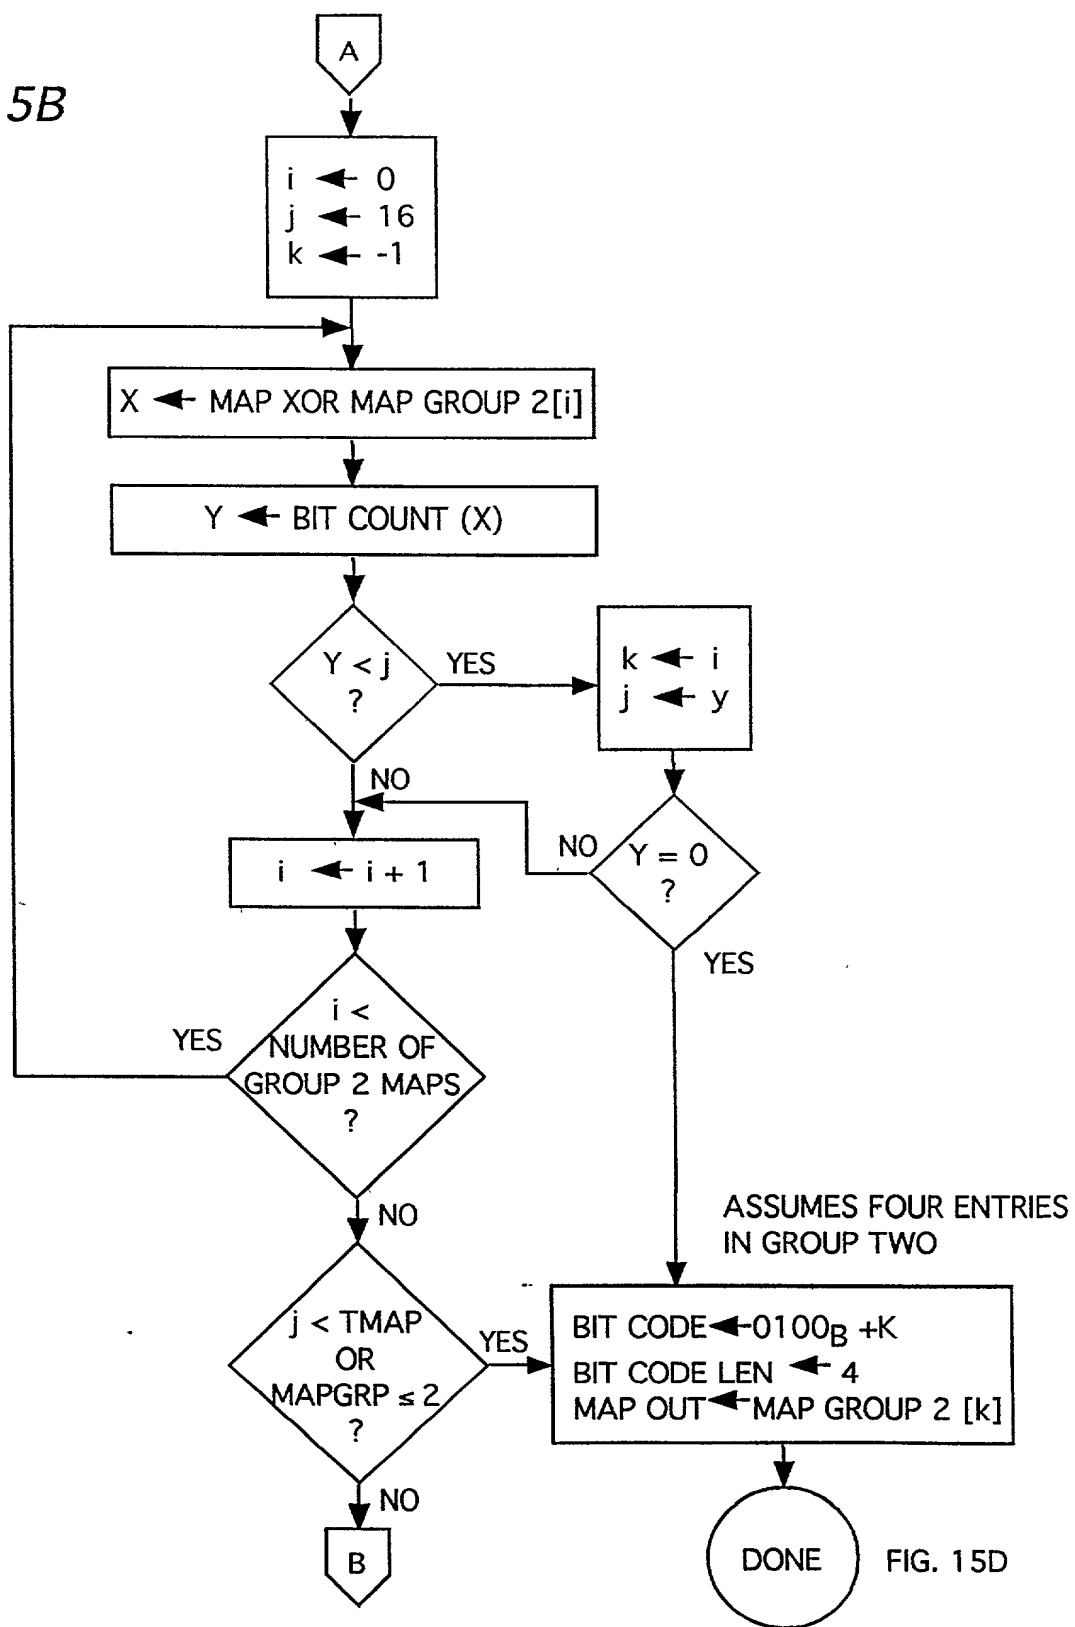 A
5B
i ← 0
j ← 16
k ← -1
X ← MAP XOR MAP GROUP 2[i]
Y ← BIT COUNT (X)
Y < j
?
YES
k ← i
j ← y
NO
i ← i + 1
NO
Y = 0
?
YES
i <
NUMBER OF
GROUP 2 MAPS
?
YES
NO
ASSUMES FOUR ENTRIES
IN GROUP TWO
j < TMAP
OR
MAPGRP ≤ 2
?
YES
BIT CODE←0100B +K
BIT CODE LEN ← 4
MAP OUT←MAP GROUP 2 [k]
NO
B
DONE
FIG. 15D